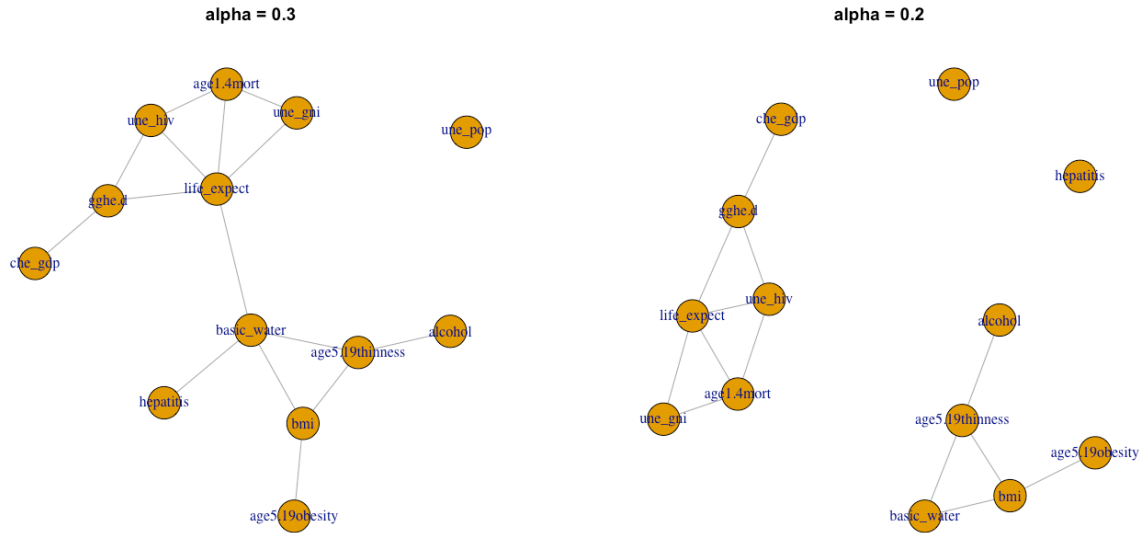 alpha = 0.3
age1.4mort
une_hiv
une_gni
une_pop
life_expect
gghe.d
che_gdp
basic_water
alcohol
age5.19thinness
hepatitis
bmi
age5.19obesity
alpha = 0.2
une_pop
che_gdp
hepatitis
gghe.d
une_hiv
life_expect
alcohol
age1.4mort
une_gni
age5.19thinness
age5.19obesity
bmi
basic_water